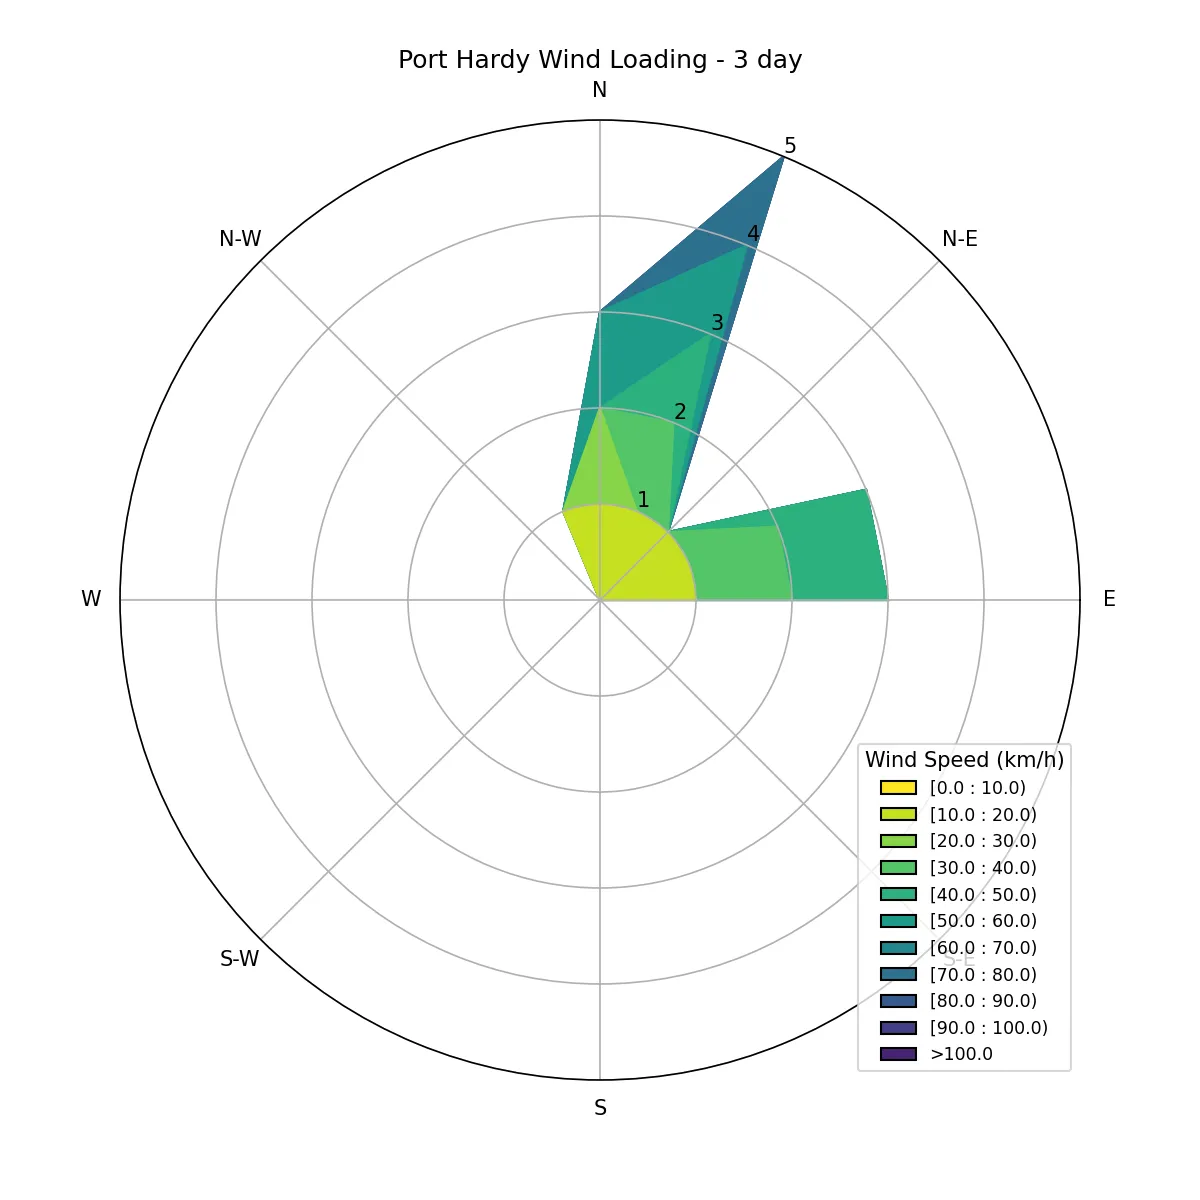 Port Hardy Wind Loading - 3 day
N
5
N-W
4
N-E
3
2
1
W
E
Wind Speed (km/h)
[0.0 : 10.0)
[10.0 : 20.0)
[20.0 : 30.0)
[30.0 : 40.0)
[40.0 : 50.0)
[50.0 : 60.0)
[60.0 : 70.0)
[70.0 : 80.0)
[80.0 : 90.0)
[90.0 : 100.0)
>100.0
S-W
S-E
S